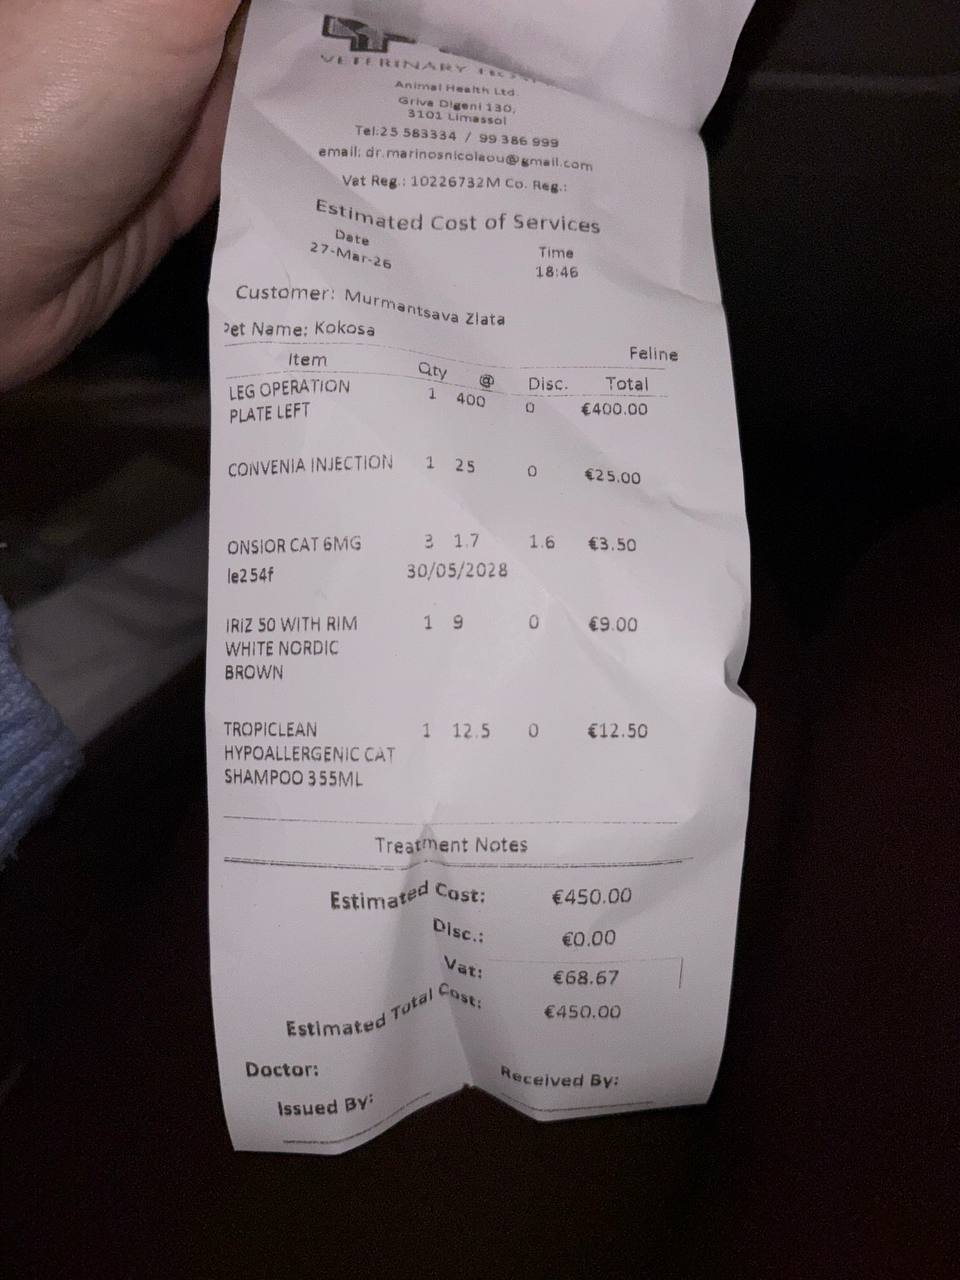 VETERINARY
Animal Health Ltd
Griva Digeni 130,
3101 Limassol
Tel:25 583334 / 99 386 999
email: dr.marinosnicolaou@gmail.com
Vat Reg.: 10226732M Co. Reg.:
Estimated Cost of Services
Date Time
27-Mar-26 18:46
Customer: Murmantsava Zlata
Pet Name: Kokosa
Feline
Item Qty @ Disc. Total
LEG OPERATION 1 400 0 €400.00
PLATE LEFT
CONVENIA INJECTION 1 25 0 €25.00
ONSIOR CAT 6MG 3 1.7 1.6 €3.50
le254f 30/05/2028
IRIZ 50 WITH RIM 1 9 0 €9.00
WHITE NORDIC
BROWN
TROPICLEAN 1 12.5 0 €12.50
HYPOALLERGENIC CAT
SHAMPOO 355ML
Treatment Notes
Estimated Cost: €450.00
Disc.: €0.00
Vat: €68.67
Estimated Total Cost: €450.00
Doctor:
Received By:
Issued By: